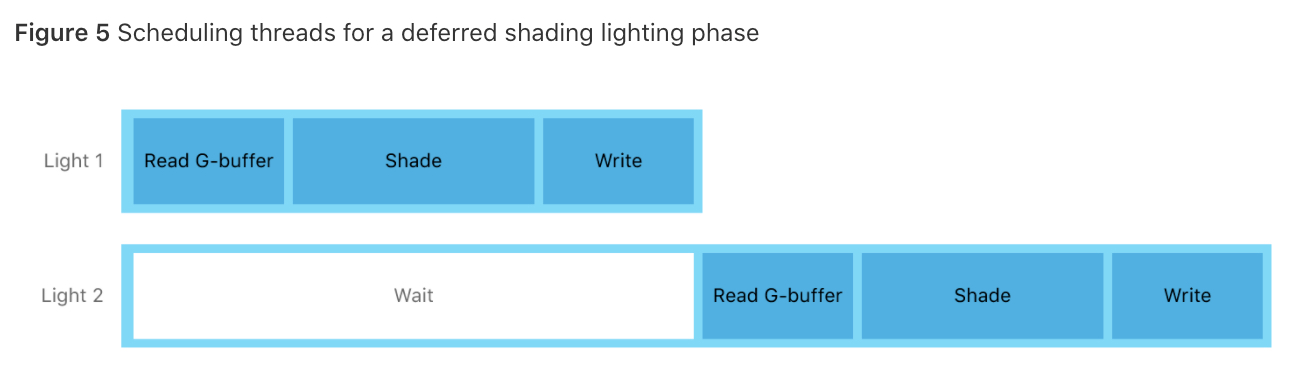 Figure 5 Scheduling threads for a deferred shading lighting phase
Light 1 Read G-buffer Shade Write
Light 2 Wait Read G-buffer Shade Write